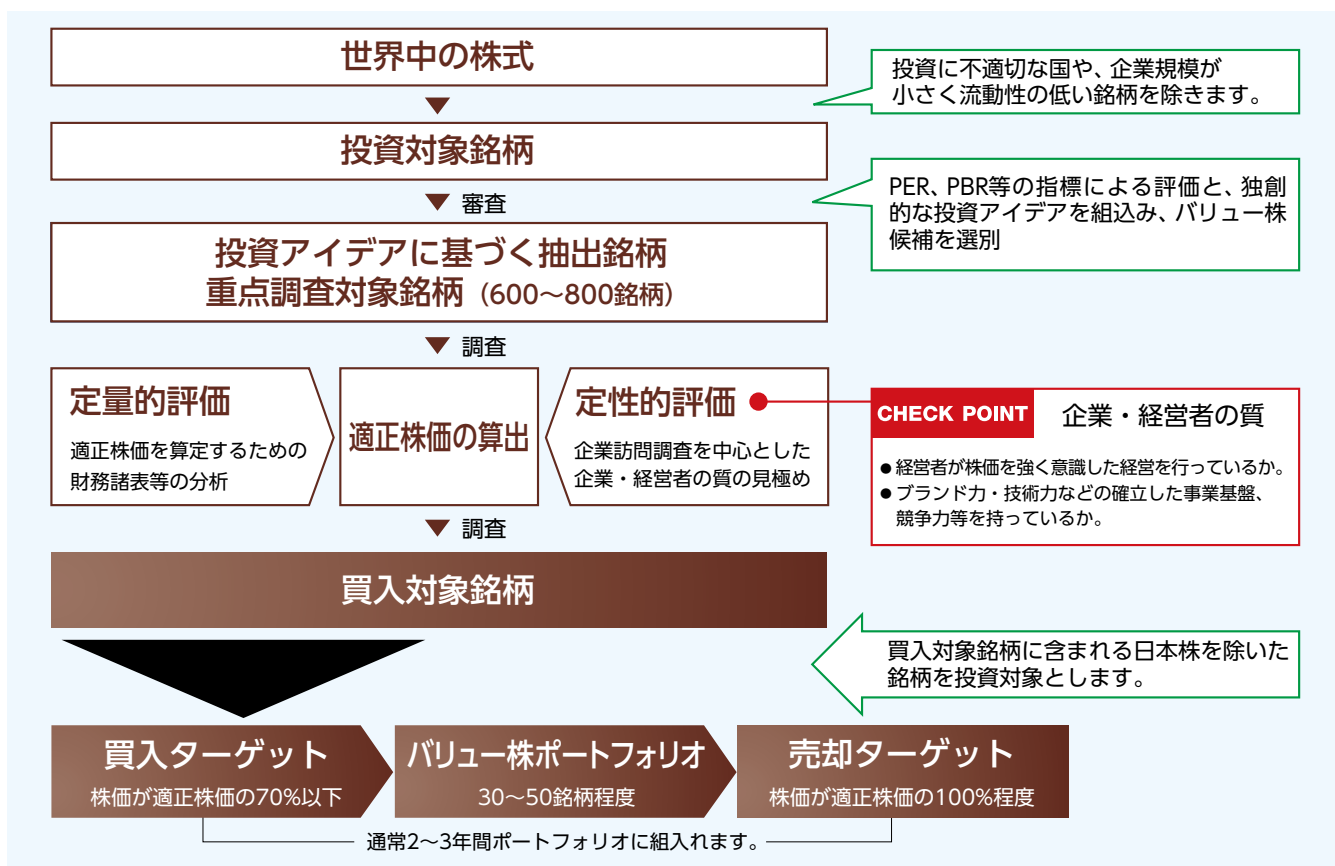 世界中の株式
投資に不適切な国や、企業規模が
小さく流動性の低い銘柄を除きます。
投資対象銘柄
審査
PER、PBR等の指標による評価と、独創
的な投資アイデアを組込み、バリュー株
候補を選別
投資アイデアに基づく抽出銘柄
重点調査対象銘柄（600〜800銘柄）
調査
定量的評価
適正株価を算定するための
財務諸表等の分析
適正株価の算出
定性的評価
企業訪問調査を中心とした
企業・経営者の質の見極め
CHECK POINT 企業・経営者の質
●経営者が株価を強く意識した経営を行っているか。
●ブランド力・技術力などの確立した事業基盤、
競争力等を持っているか。
調査
買入対象銘柄
買入対象銘柄に含まれる日本株を除いた
銘柄を投資対象とします。
買入ターゲット
株価が適正株価の70%以下
バリュー株ポートフォリオ
30〜50銘柄程度
売却ターゲット
株価が適正株価の100%程度
通常2〜3年間ポートフォリオに組入れます。